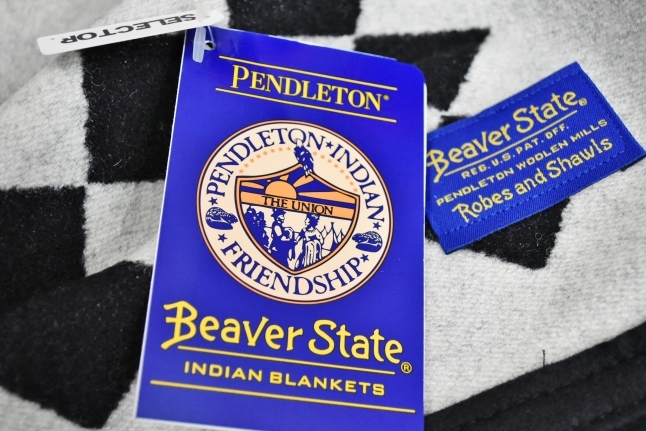 SELECTOR
PENDLETON®
PENDLETON★INDIAN
THE UNION
★FRIENDSHIP★
Beaver State®
INDIAN BLANKETS
Beaver State®
REG. U.S. PAT. OFF.
PENDLETON WOOLEN MILLS
Robes and Shawls